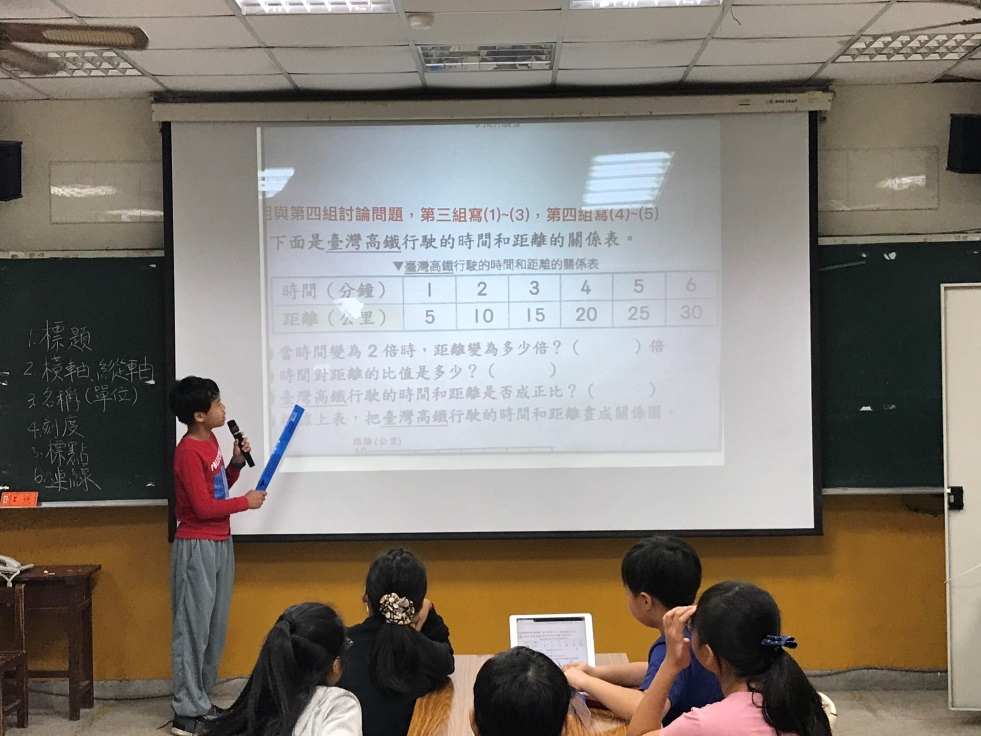 組與第四組討論問題，第三組寫(1)~(3)，第四組寫(4)~(5)
下面是臺灣高鐵行駛的時間和距離的關係表。
▼臺灣高鐵行駛的時間和距離的關係表
時間（分鐘） 1 2 3 4 5 6
距離（公里） 5 10 15 20 25 30
當時間變為2倍時，距離變為多少倍？（ ）倍
時間對距離的比值是多少？（ ）
臺灣高鐵行駛的時間和距離是否成正比？（ ）
上表，把臺灣高鐵行駛的時間和距離畫成關係圖。
距離(公里)
1.標題
2.橫軸、縱軸
3.名稱(單位)
4.刻度
5.標點
6.連線